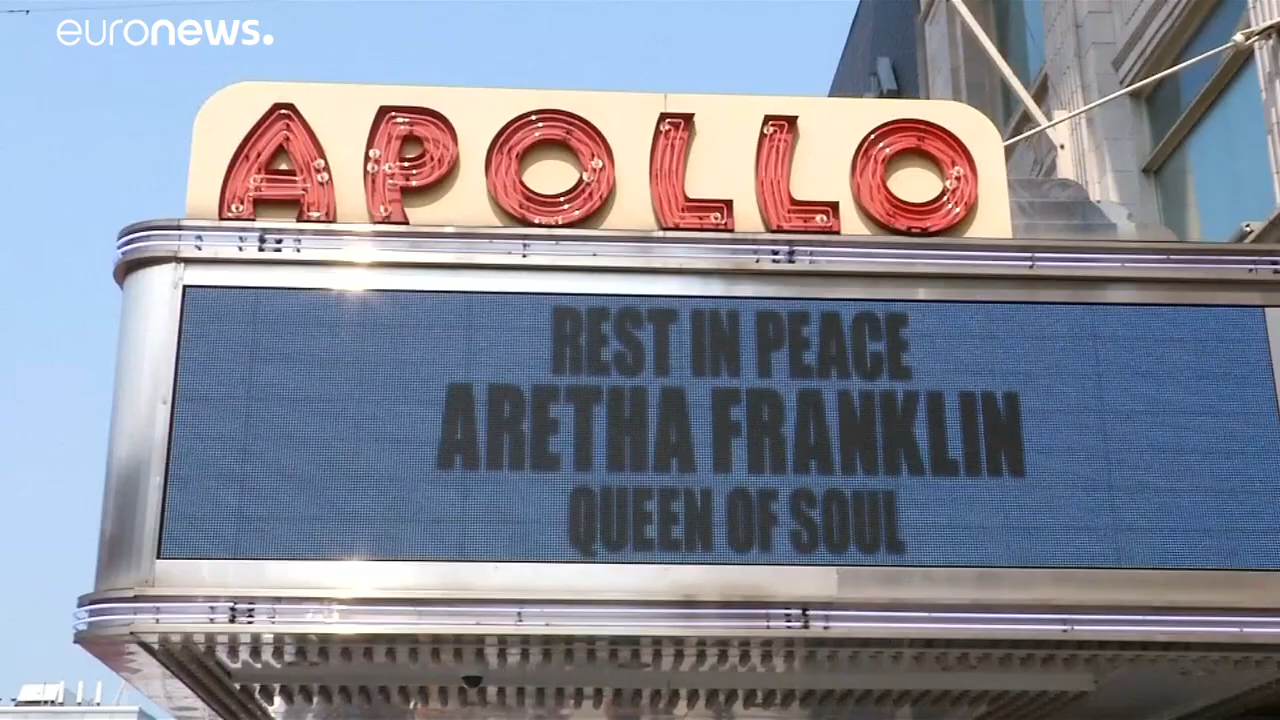 euronews.
APOLLO
REST IN PEACE
ARETHA FRANKLIN
QUEEN OF SOUL